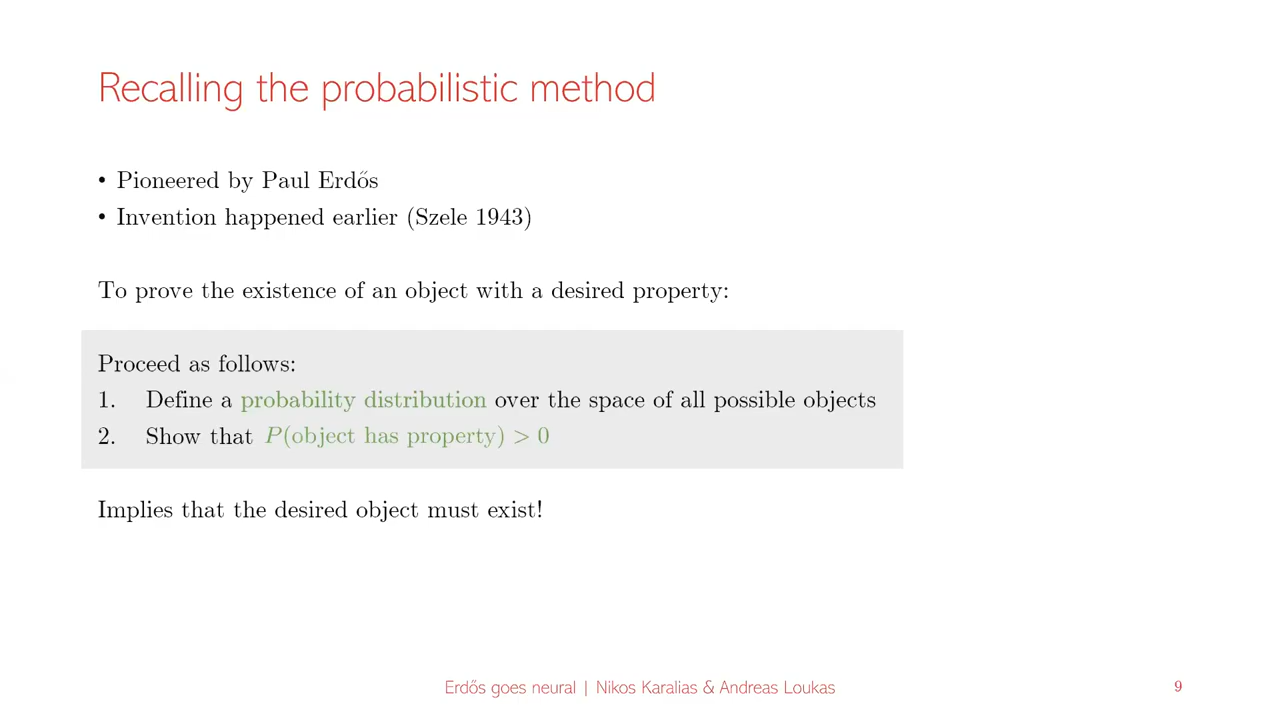 Recalling the probabilistic method
• Pioneered by Paul Erdős
• Invention happened earlier (Szele 1943)
To prove the existence of an object with a desired property:
Proceed as follows:
1. Define a probability distribution over the space of all possible objects
2. Show that P(object has property) > 0
Implies that the desired object must exist!
Erdős goes neural | Nikos Karalias & Andreas Loukas
9